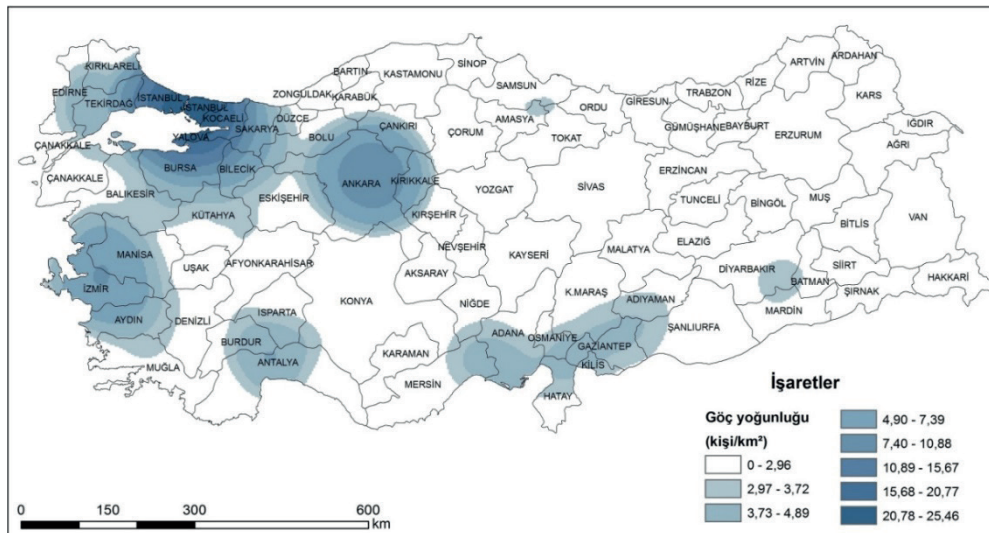 SİNOP
ARDAHAN
ARTVİN
BARTIN
KASTAMONU
KIRKLARELİ
RİZE
SAMSUN
TRABZON
KARS
ZONGULDAK
KARABÜK
EDİRNE
İSTANBUL
ORDU
GİRESUN
TEKİRDAĞ
İSTANBUL
KOCAELİ
DÜZCE
ÇANKIRI
AMASYA
IĞDIR
SAKARYA
BOLU
ÇORUM
TOKAT
GÜMÜŞHANE
BAYBURT
ERZURUM
YALOVA
ÇANAKKALE
AĞRI
BURSA
BİLECİK
ERZİNCAN
ÇANAKKALE
ANKARA
KIRIKKALE
YOZGAT
SİVAS
BALIKESİR
ESKİŞEHİR
TUNCELİ
BİNGÖL
MUŞ
KÜTAHYA
KIRŞEHİR
BİTLİS
VAN
ELAZIĞ
MANİSA
NEVŞEHİR
MALATYA
UŞAK
AFYONKARAHİSAR
KAYSERİ
SİİRT
AKSARAY
DİYARBAKIR
HAKKARİ
İZMİR
BATMAN
ŞIRNAK
KONYA
K.MARAŞ
ADIYAMAN
NİĞDE
MARDİN
ISPARTA
AYDIN
DENİZLİ
ŞANLIURFA
ADANA
OSMANİYE
BURDUR
GAZİANTEP
KARAMAN
ANTALYA
KİLİS
MUĞLA
MERSİN
HATAY
İşaretler
Göç yoğunluğu
(kişi/km²)
0 - 2,96
2,97 - 3,72
3,73 - 4,89
4,90 - 7,39
7,40 - 10,88
10,89 - 15,67
15,68 - 20,77
20,78 - 25,46
0 150 300 600
km